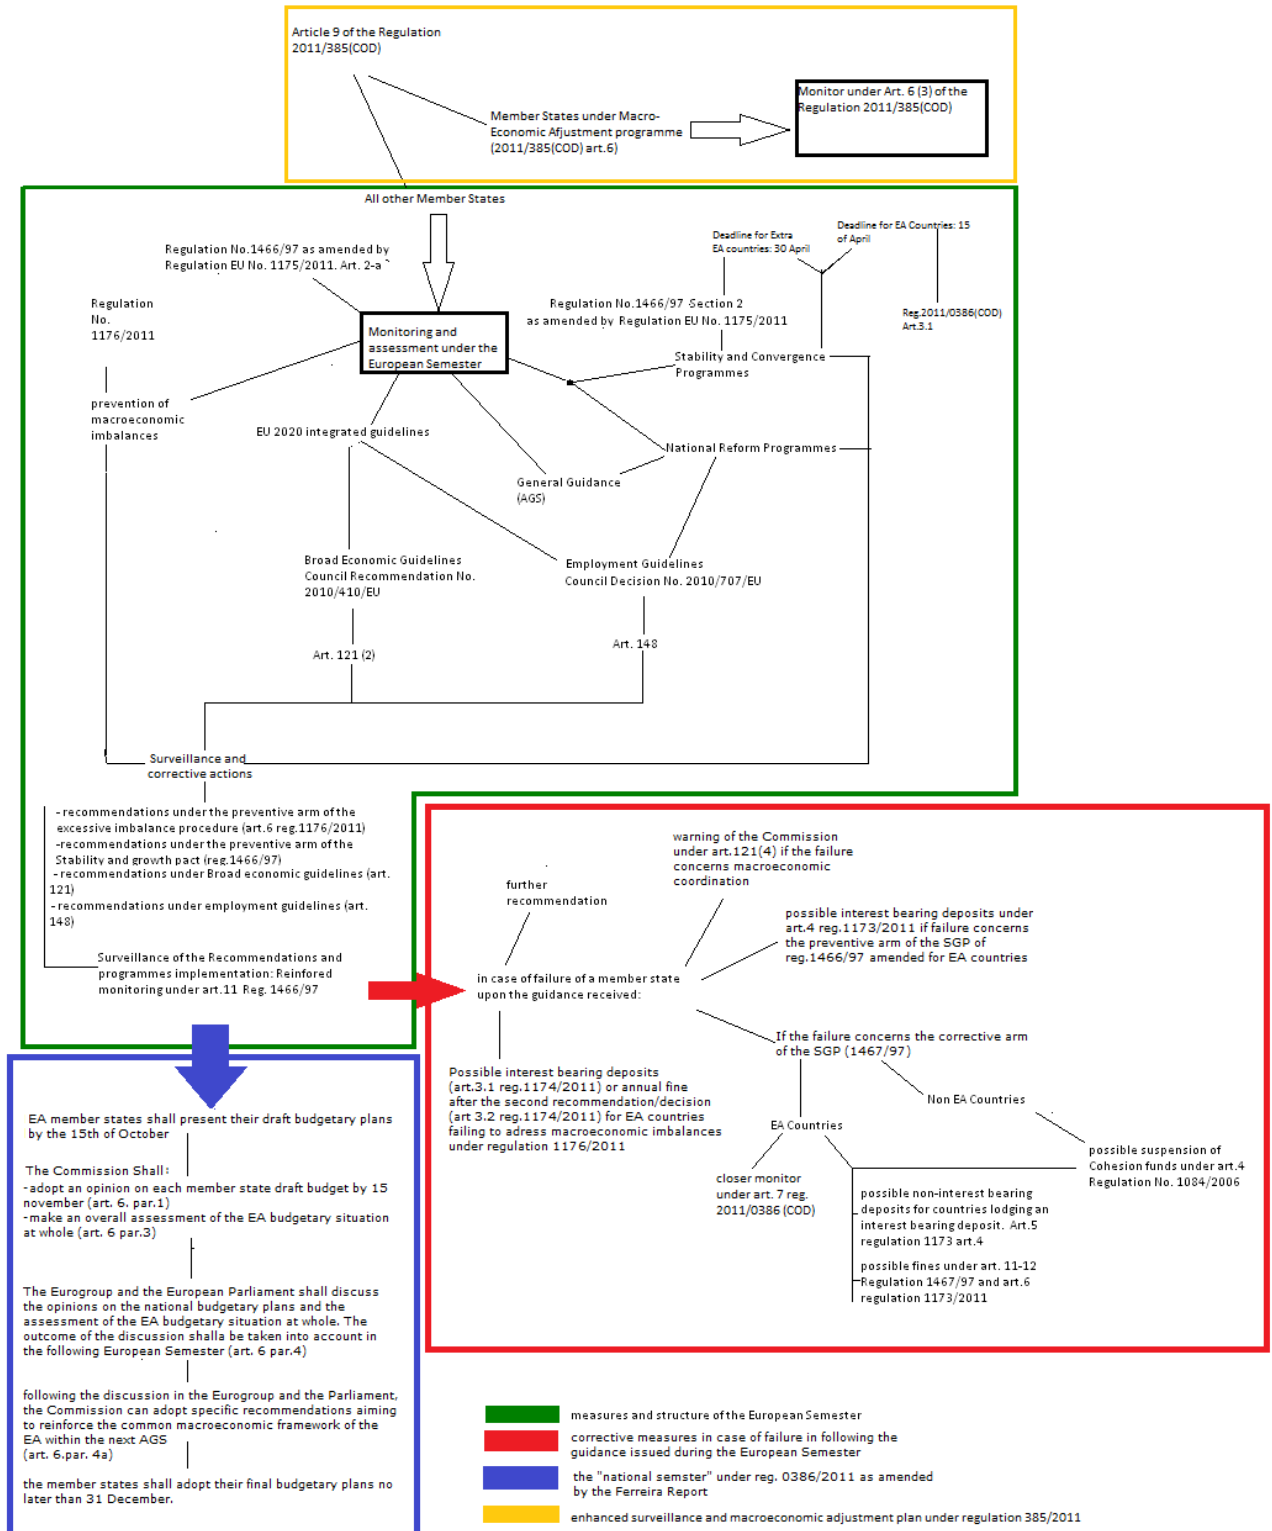 Article 9 of the Regulation
2011/385(COD)
Member States under Macro-
Economic Afjustment programme
(2011/385(COD) art.6)
Monitor under Art. 6 (3) of the
Regulation 2011/385(COD)
All other Member States
Regulation No.1466/97 as amended by
Regulation EU No. 1175/2011. Art. 2-a
Deadline for Extra
EA countries: 30 April
Deadline for EA Countries: 15
of April
Regulation
No.
1176/2011
Regulation No.1466/97 Section 2
as amended by Regulation EU No. 1175/2011
Reg.2011/0386(COD)
Art.3.1
Monitoring and
assessment under the
European Semester
Stability and Convergence
Programmes
prevention of
macroeconomic
imbalances
EU 2020 integrated guidelines
National Reform Programmes
General Guidance
(AGS)
Broad Economic Guidelines
Council Recommendation No.
2010/410/EU
Employment Guidelines
Council Decision No. 2010/707/EU
Art. 121 (2)
Art. 148
Surveillance and
corrective actions
- recommendations under the preventive arm of the
excessive imbalance procedure (art.6 reg.1176/2011)
-recommendations under the preventive arm of the
Stability and growth pact (reg.1466/97)
- recommendations under Broad economic guidelines (art.
121)
- recommendations under employment guidelines (art.
148)
Surveillance of the Recommendations and
programmes implementation: Reinfored
monitoring under art.11 Reg. 1466/97
further
recommendation
warning of the Commission
under art.121(4) if the failure
concerns macroeconomic
coordination
possible interest bearing deposits under
art.4 reg.1173/2011 if failure concerns
the preventive arm of the SGP of
reg.1466/97 amended for EA countries
in case of failure of a member state
upon the guidance received:
If the failure concerns the corrective arm
of the SGP (1467/97)
Possible interest bearing deposits
(art.3.1 reg.1174/2011) or annual fine
after the second recommendation/decision
(art 3.2 reg.1174/2011) for EA countries
failing to adress macroeconomic imbalances
under regulation 1176/2011
Non EA Countries
EA Countries
possible suspension of
Cohesion funds under art.4
Regulation No. 1084/2006
closer monitor
under art. 7 reg.
2011/0386 (COD)
possible non-interest bearing
deposits for countries lodging an
interest bearing deposit. Art.5
regulation 1173 art.4
possible fines under art. 11-12
Regulation 1467/97 and art.6
regulation 1173/2011
EA member states shall present their draft budgetary plans
by the 15th of October
The Commission Shall:
-adopt an opinion on each member state draft budget by 15
november (art. 6. par.1)
-make an overall assessment of the EA budgetary situation
at whole (art. 6 par.3)
The Eurogroup and the European Parliament shall discuss
the opinions on the national budgetary plans and the
assessment of the EA budgetary situation at whole. The
outcome of the discussion shalla be taken into account in
the following European Semester (art. 6 par.4)
following the discussion in the Eurogroup and the Parliament,
the Commission can adopt specific recommendations aiming
to reinforce the common macroeconomic framework of the
EA within the next AGS
(art. 6.par. 4a)
the member states shall adopt their final budgetary plans no
later than 31 December.
measures and structure of the European Semester
corrective measures in case of failure in following the
guidance issued during the European Semester
the "national semster" under reg. 0386/2011 as amended
by the Ferreira Report
enhanced surveillance and macroeconomic adjustment plan under regulation 385/2011